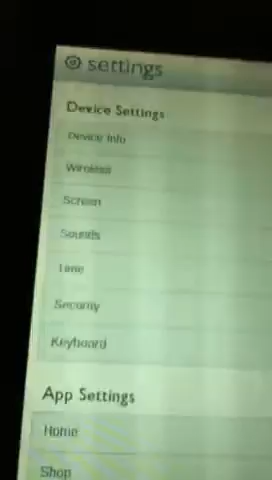 settings
Device Settings
Device Info
Wireless
Screen
Sounds
Time
Security
Keyboard
App Settings
Home
Shop